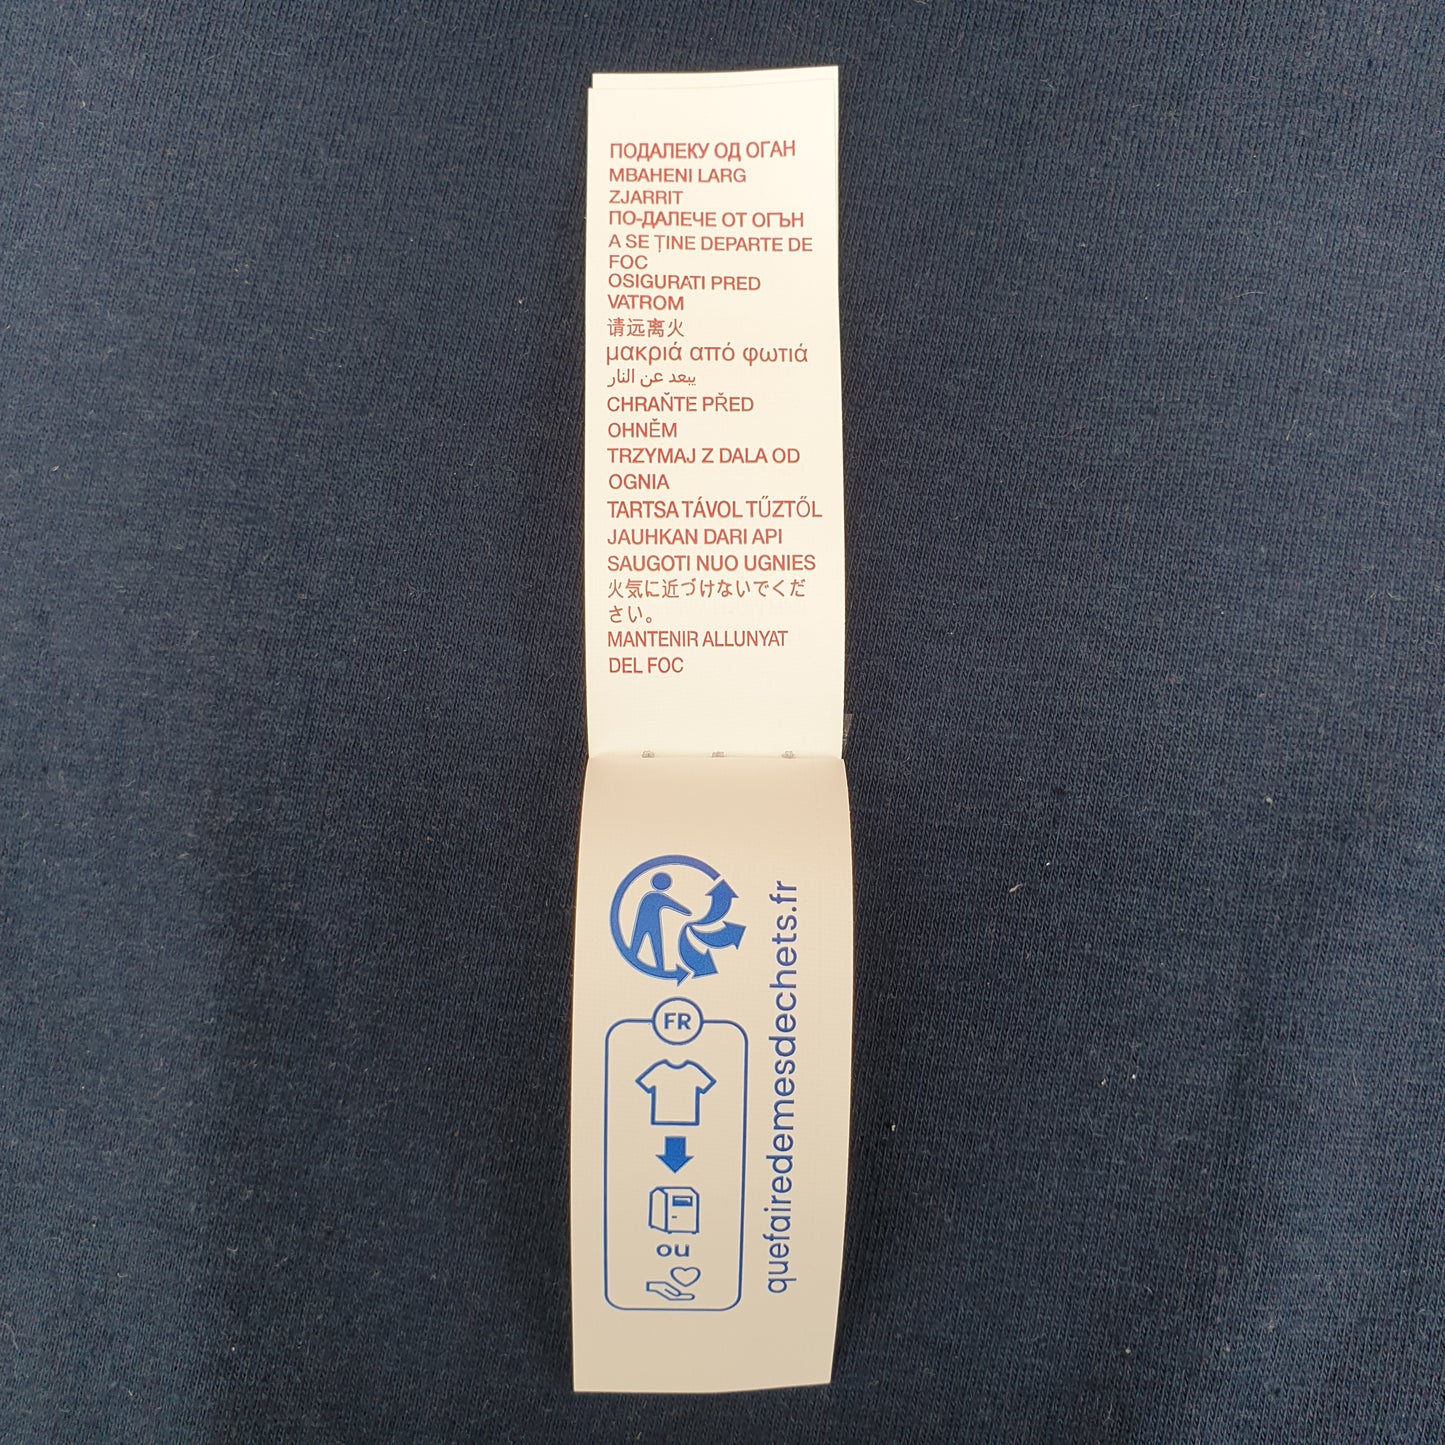 ПОДАЛЕКУ ОД ОГАН
MBAHENI LARG
ZJARRIT
ПО-ДАЛЕЧЕ ОТ ОГЪН
A SE ȚINE DEPARTE DE
FOC
OSIGURATI PRED
VATROM
请远离火
μακριά από φωτιά
يبعد عن النار
CHRAŇTE PŘED
OHNĚM
TRZYMAJ Z DALA OD
OGNIA
TARTSA TÁVOL TŰZTŐL
JAUHKAN DARI API
SAUGOTI NUO UGNIES
火気に近づけないでくだ
さい。
MANTENIR ALLUNYAT
DEL FOC
FR
ou
quefairedemesdechets.fr